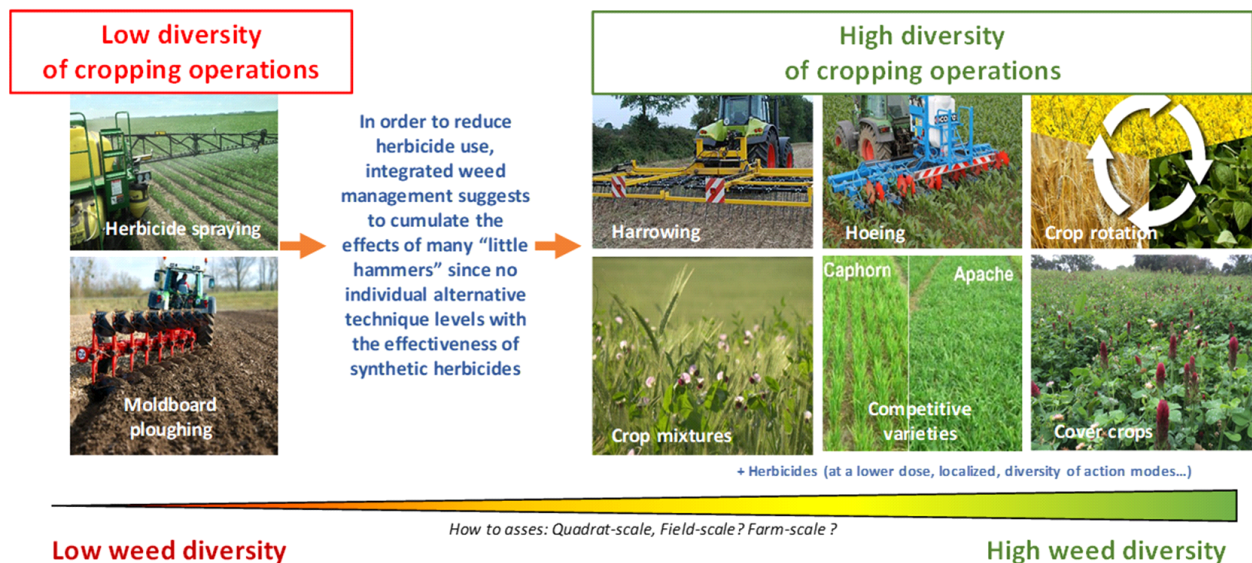 Low diversity
of cropping operations
High diversity
of cropping operations
Herbicide spraying
Moldboard
ploughing
In order to reduce
herbicide use,
integrated weed
management suggests
to cumulate the
effects of many “little
hammers” since no
individual alternative
technique levels with
the effectiveness of
synthetic herbicides
Harrowing
Hoeing
Crop rotation
Crop mixtures
Caphorn
Apache
Competitive
varieties
Cover crops
+ Herbicides (at a lower dose, localized, diversity of action modes...)
How to asses: Quadrat-scale, Field-scale? Farm-scale ?
Low weed diversity
High weed diversity